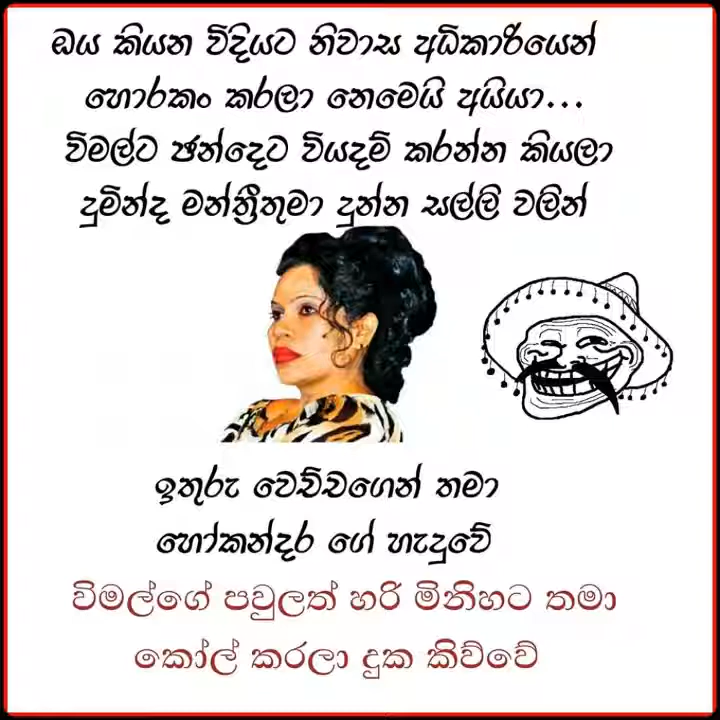 ඔය කියන විදියට නිවාස අධිකාරියෙන්
හොරකං කරලා නෙමෙයි අයියා...
විමල්ට ඡන්දෙට වියදම් කරන්න කියලා
දුමින්ද මන්ත්‍රීතුමා දුන්න සල්ලි වලින්
ඉතුරු වෙච්චගෙන් තමා
හෝකන්දර ගේ හැදුවේ
විමල්ගේ පවුලත් හරි මිනිහට තමා
කෝල් කරලා දුක කිව්වේ